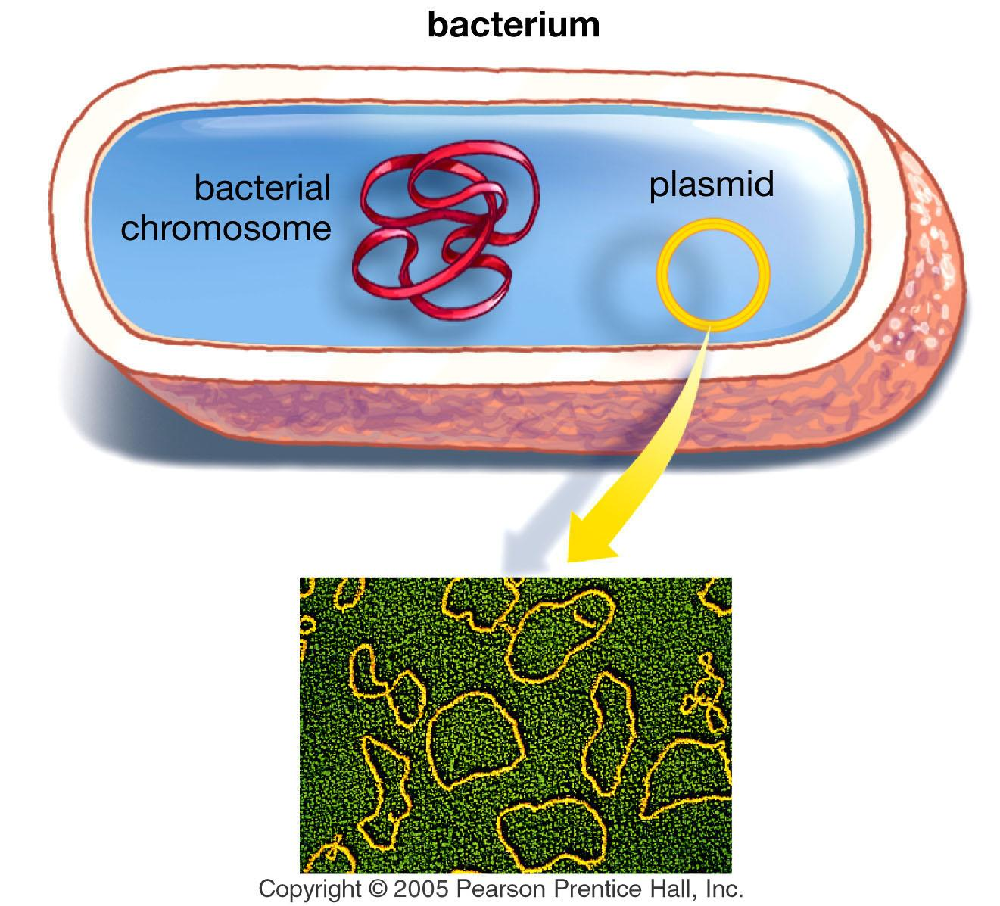 bacterium
bacterial
chromosome
plasmid
Copyright © 2005 Pearson Prentice Hall, Inc.